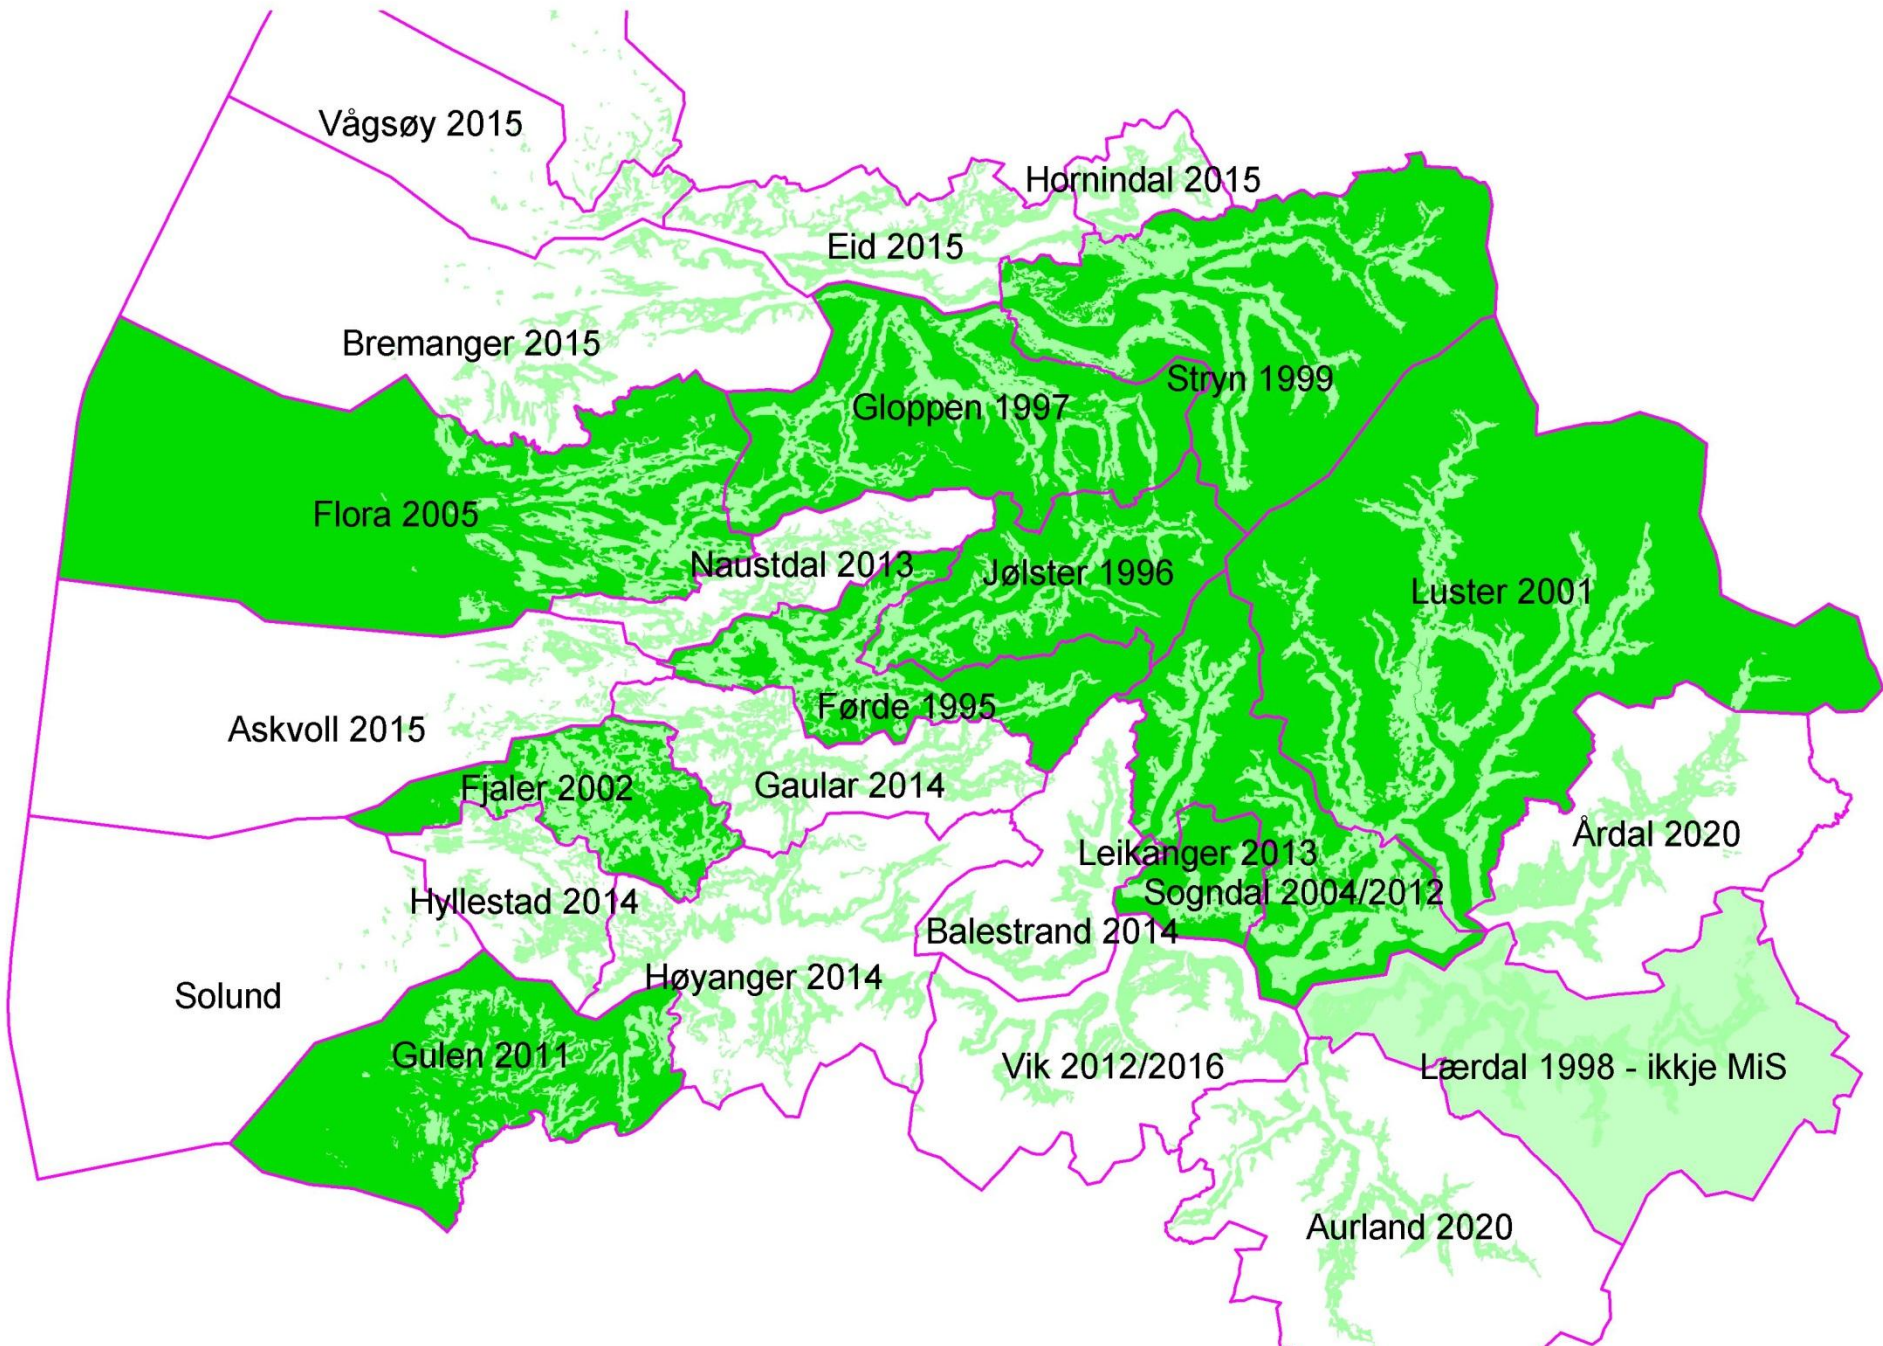 Vågsøy 2015
Hornindal 2015
Eid 2015
Bremanger 2015
Stryn 1999
Gloppen 1997
Flora 2005
Naustdal 2013
Jølster 1996
Luster 2001
Førde 1995
Askvoll 2015
Fjaler 2002
Gaular 2014
Årdal 2020
Leikanger 2013
Sogndal 2004/2012
Hyllestad 2014
Balestrand 2014
Høyanger 2014
Solund
Gulen 2011
Vik 2012/2016
Lærdal 1998 - ikkje MiS
Aurland 2020